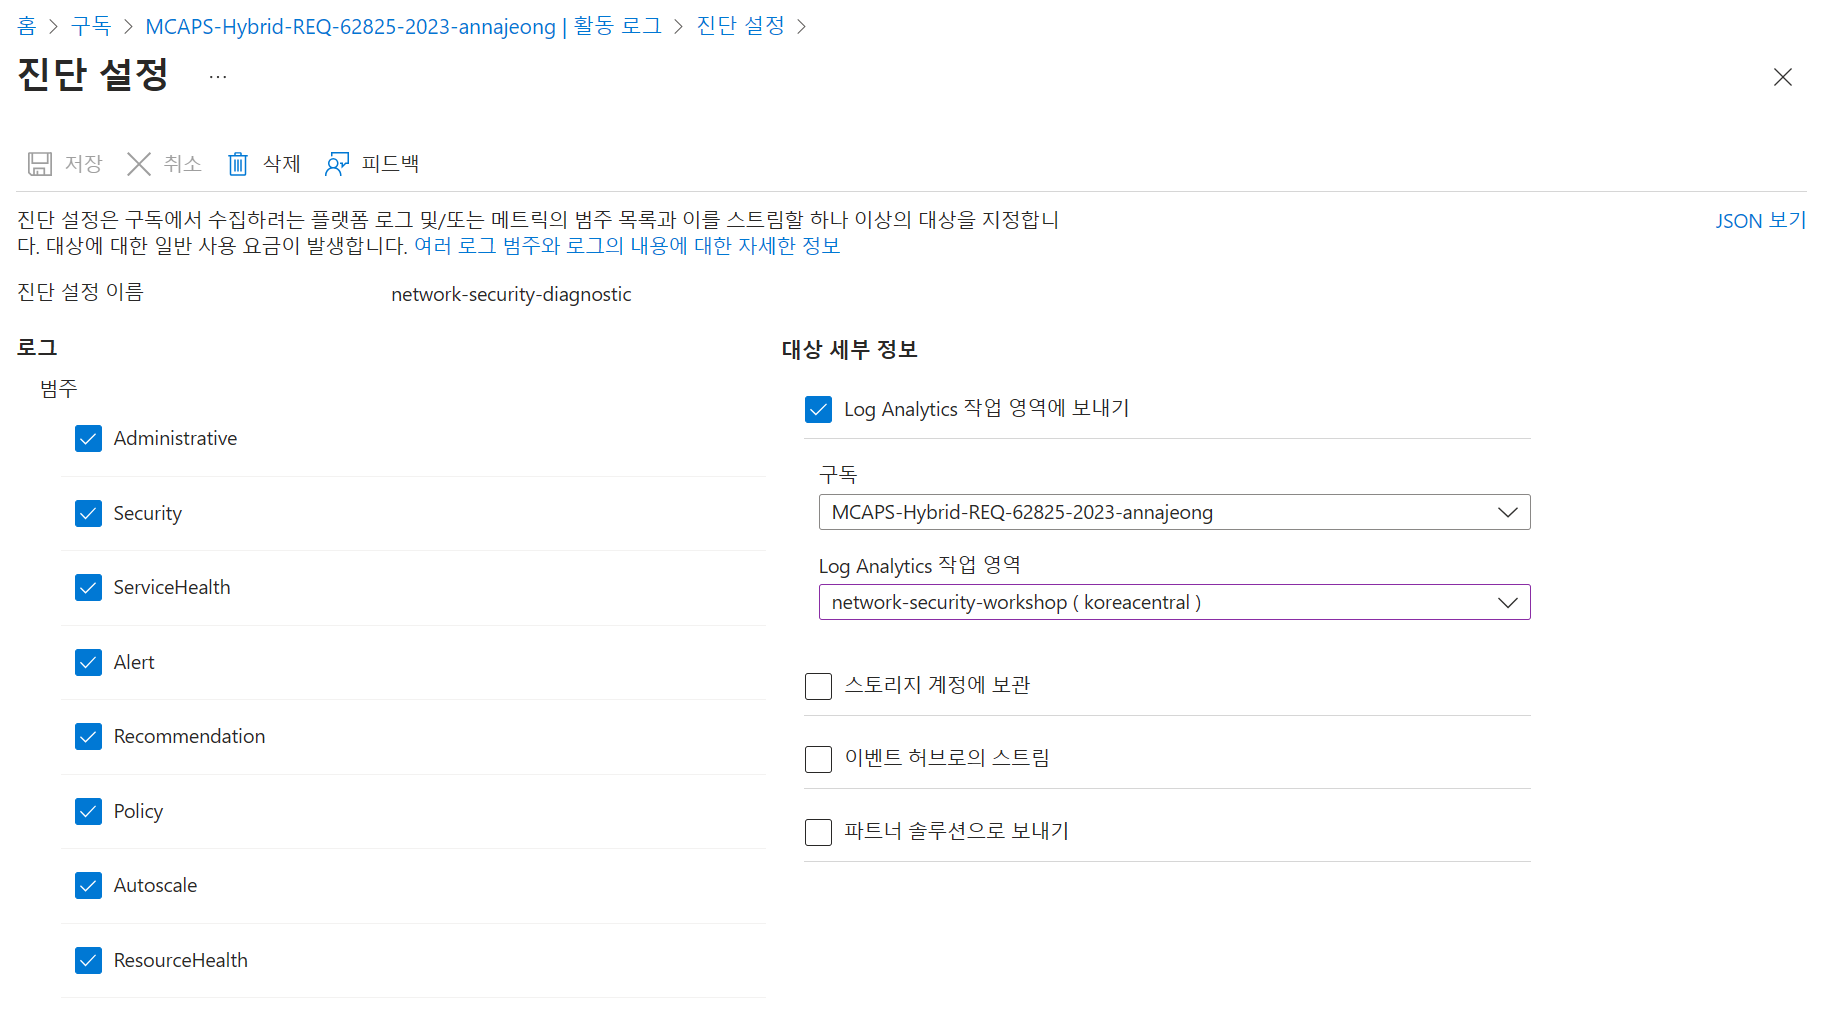 홈 > 구독 > MCAPS-Hybrid-REQ-62825-2023-annajeong | 활동 로그 > 진단 설정 >
진단 설정 ...
저장 취소 삭제 피드백
진단 설정은 구독에서 수집하려는 플랫폼 로그 및/또는 메트릭의 범주 목록과 이를 스트림할 하나 이상의 대상을 지정합니
다. 대상에 대한 일반 사용 요금이 발생합니다. 여러 로그 범주와 로그의 내용에 대한 자세한 정보
JSON 보기
진단 설정 이름
network-security-diagnostic
로그
범주
Administrative
Security
ServiceHealth
Alert
Recommendation
Policy
Autoscale
ResourceHealth
대상 세부 정보
Log Analytics 작업 영역에 보내기
구독
MCAPS-Hybrid-REQ-62825-2023-annajeong
Log Analytics 작업 영역
network-security-workshop ( koreacentral )
스토리지 계정에 보관
이벤트 허브로의 스트림
파트너 솔루션으로 보내기